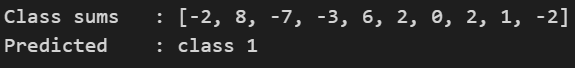 Class sums   : [-2, 8, -7, -3, 6, 2, 0, 2, 1, -2]
Predicted    : class 1